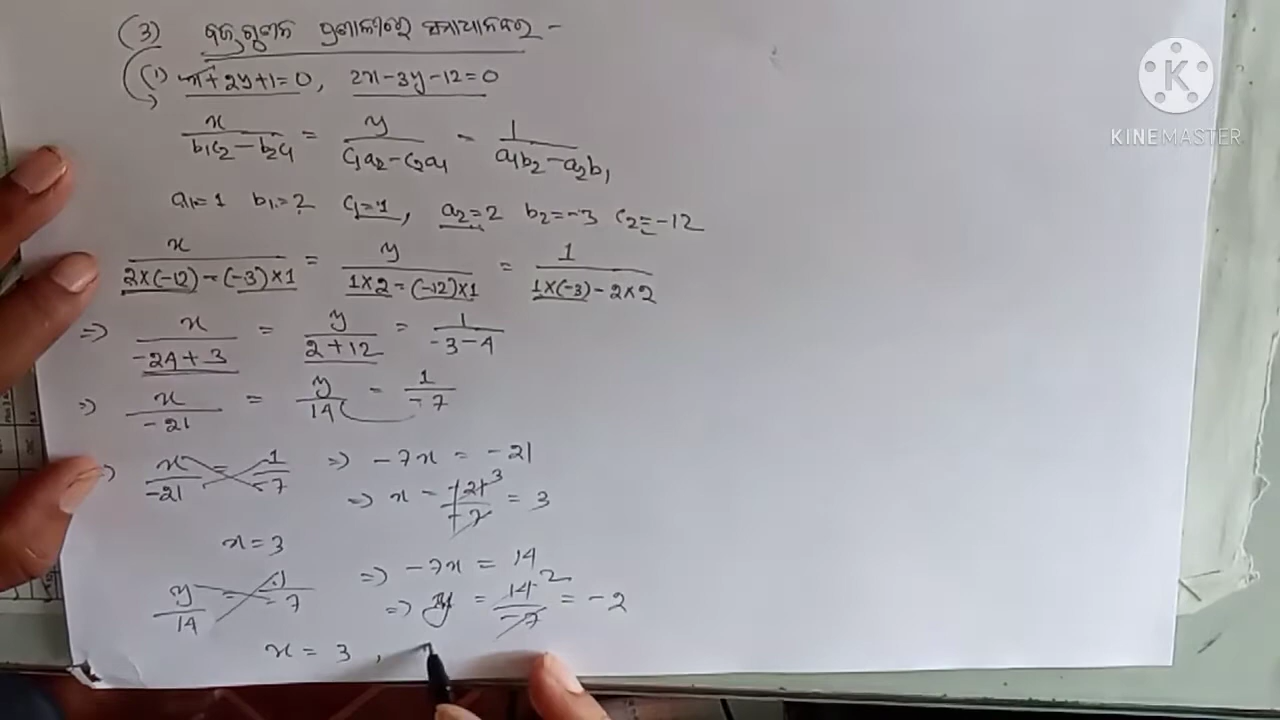 (3) ବଜ୍ରଗୁଣନ ପ୍ରଣାଳୀରେ ସମାଧାନ କର -
(1) x+2y+1=0, 2x-3y-12=0
x/(b1c2-b2c1) = y/(c1a2-c2a1) = 1/(a1b2-a2b1)
a1=1 b1=2 c1=1, a2=2 b2=-3 c2=-12
x/(2×(-12)-(-3)×1) = y/(1×2-(-12)×1) = 1/(1×(-3)-2×2)
=> x/(-24+3) = y/(2+12) = 1/(-3-4)
=> x/-21 = y/14 = 1/-7
=> x/-21 = 1/-7 => -7x = -21
=> x = -21/-7 3 = 3
x=3
y/14 = 1/-7 => -7x = 14
=> y = 14/-7 2 = -2
x = 3,
KINEMASTER